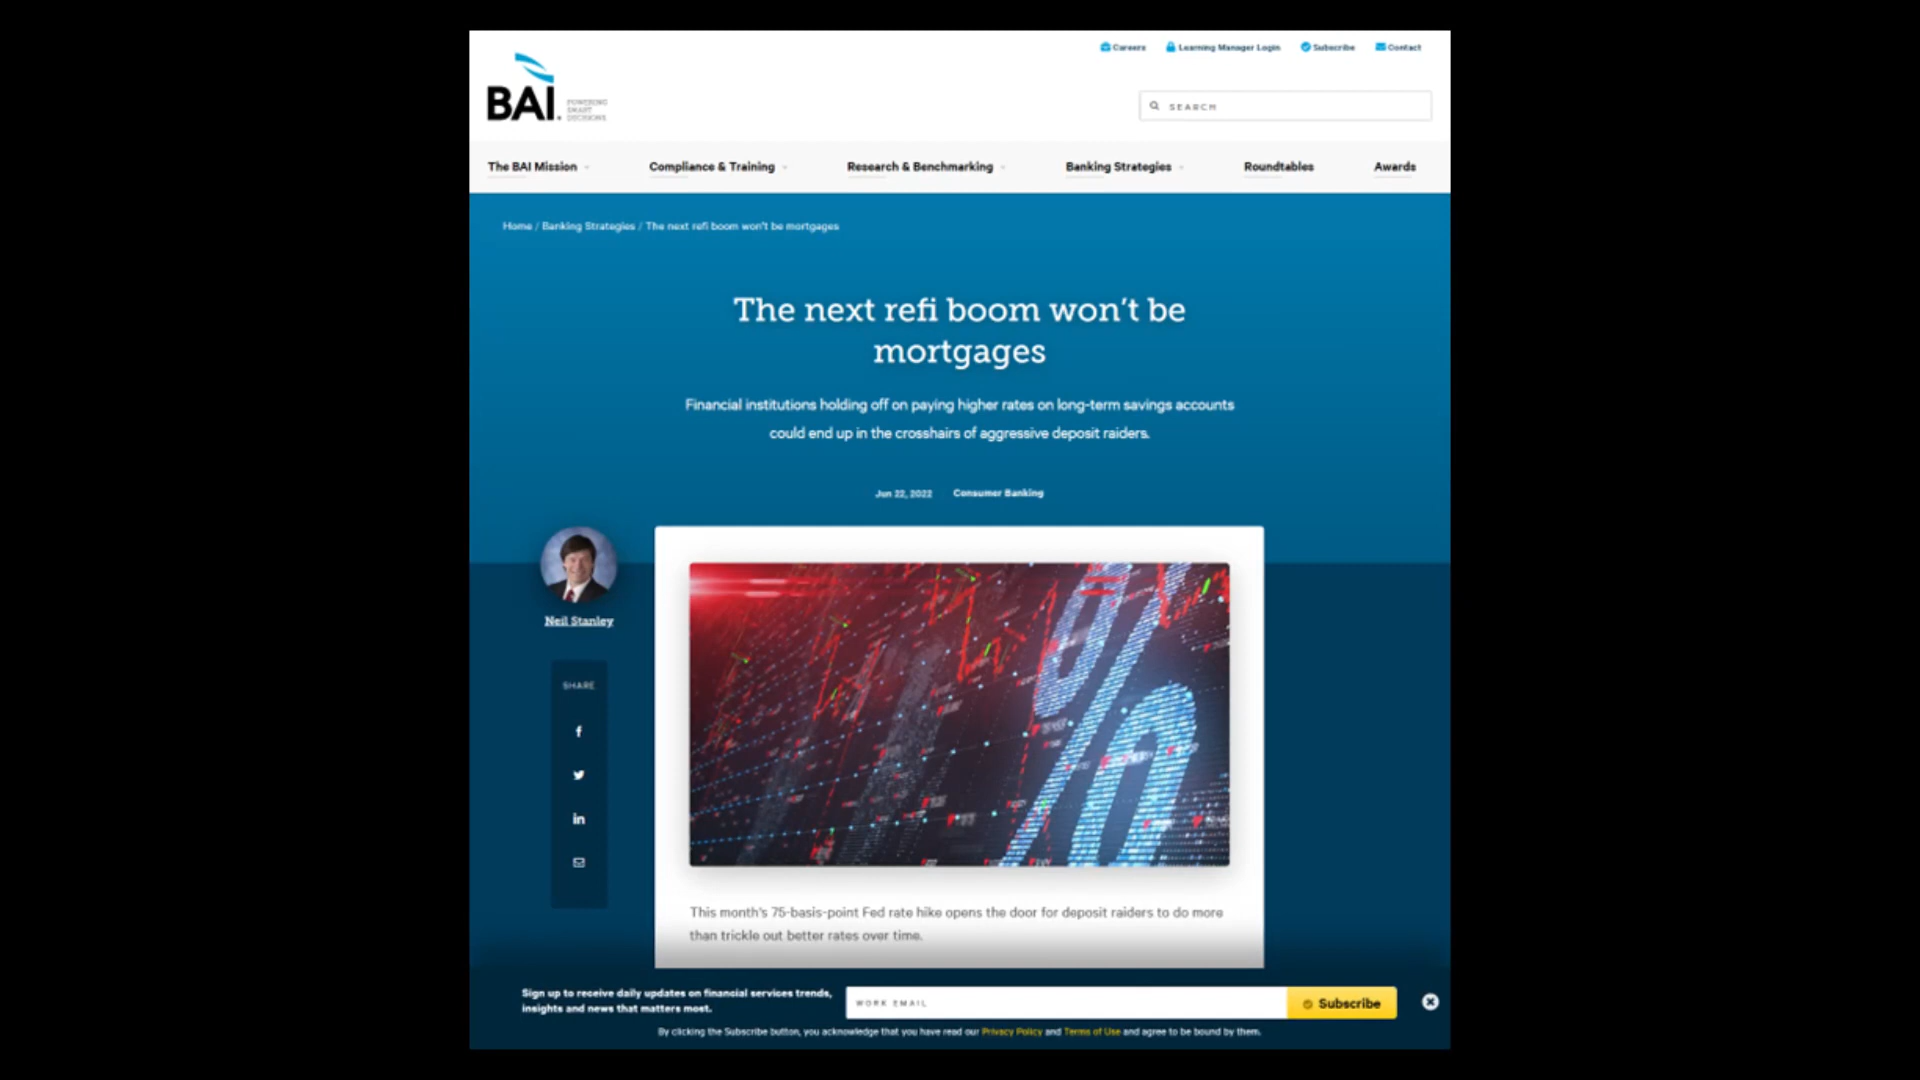 Careers Learning Manager Login Subscribe Contact
BAI. POWERING
SMART
DECISIONS
SEARCH
The BAI Mission Compliance & Training Research & Benchmarking Banking Strategies Roundtables Awards
Home / Banking Strategies / The next refi boom won't be mortgages
The next refi boom won't be
mortgages
Financial institutions holding off on paying higher rates on long-term savings accounts
could end up in the crosshairs of aggressive deposit raiders.
Jun 22, 2022 Consumer Banking
Neil Stanley
SHARE
This month's 75-basis-point Fed rate hike opens the door for deposit raiders to do more
than trickle out better rates over time.
Sign up to receive daily updates on financial services trends,
insights and news that matters most.
WORK EMAIL
Subscribe
By clicking the Subscribe button, you acknowledge that you have read our Privacy Policy and Terms of Use and agree to be bound by them.